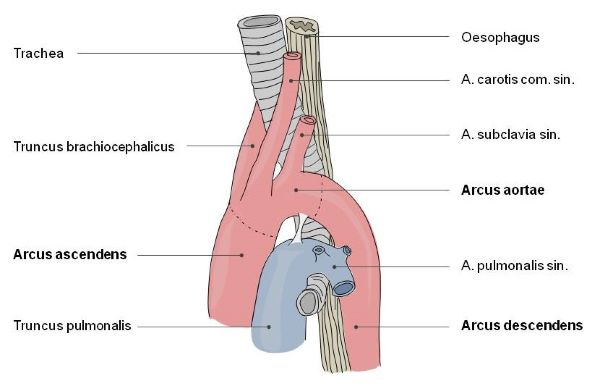 Trachea
Truncus brachiocephalicus
Arcus ascendens
Truncus pulmonalis
Oesophagus
A. carotis com. sin.
A. subclavia sin.
Arcus aortae
A. pulmonalis sin.
Arcus descendens